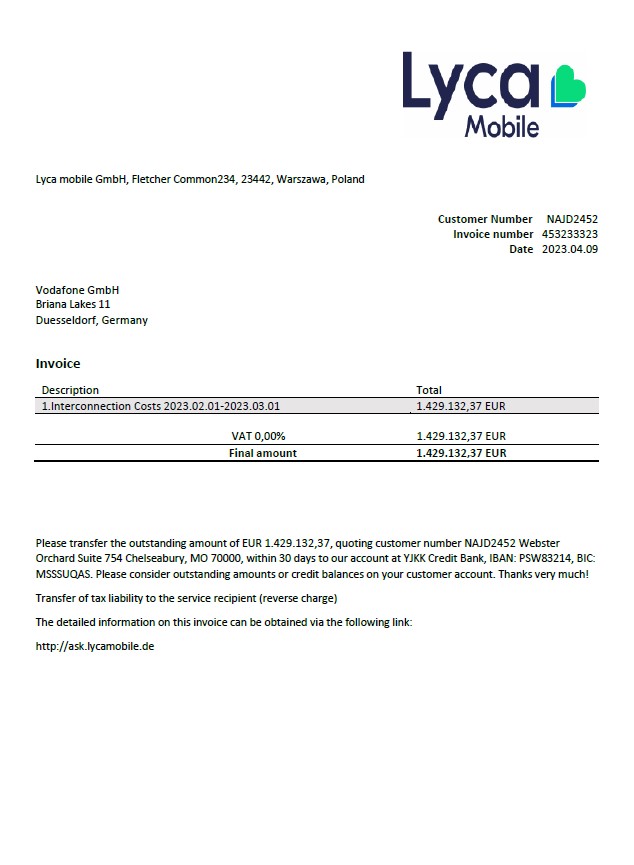 Lyca
Mobile
Lyca mobile GmbH, Fletcher Common234, 23442, Warszawa, Poland
Customer Number NAJD2452
Invoice number 453233323
Date 2023.04.09
Vodafone GmbH
Briana Lakes 11
Duesseldorf, Germany
Invoice
Description Total
1.Interconnection Costs 2023.02.01-2023.03.01 1.429.132,37 EUR
VAT 0,00% 1.429.132,37 EUR
Final amount 1.429.132,37 EUR
Please transfer the outstanding amount of EUR 1.429.132,37, quoting customer number NAJD2452 Webster
Orchard Suite 754 Chelseabury, MO 70000, within 30 days to our account at YJKK Credit Bank, IBAN: PSW83214, BIC:
MSSSUQAS. Please consider outstanding amounts or credit balances on your customer account. Thanks very much!
Transfer of tax liability to the service recipient (reverse charge)
The detailed information on this invoice can be obtained via the following link:
http://ask.lycamobile.de